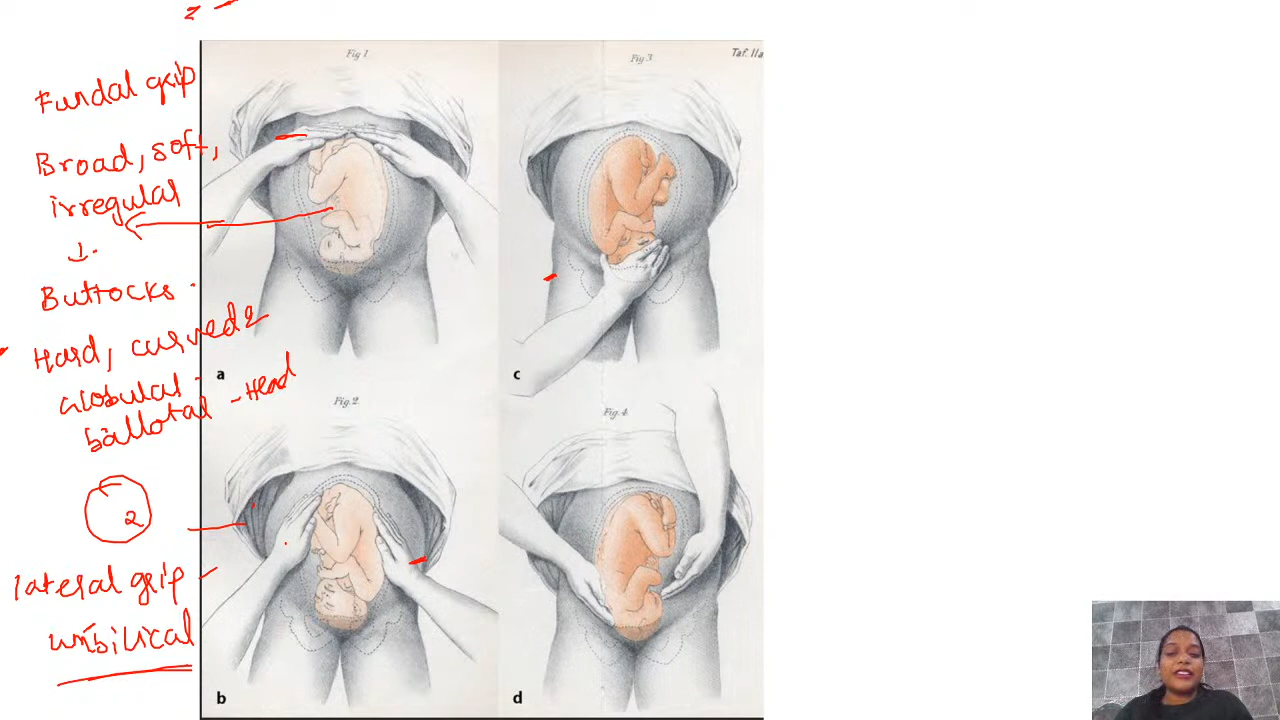 2 -
Fundal grip
Broad, soft,
irregular
Buttocks
Hard, curved &
Globular
ballotal - Head
2
lateral grip
umbilical
Fig 1
Fig 3
Taf. IIa
a
c
Fig. 2.
Fig. 4.
b
d